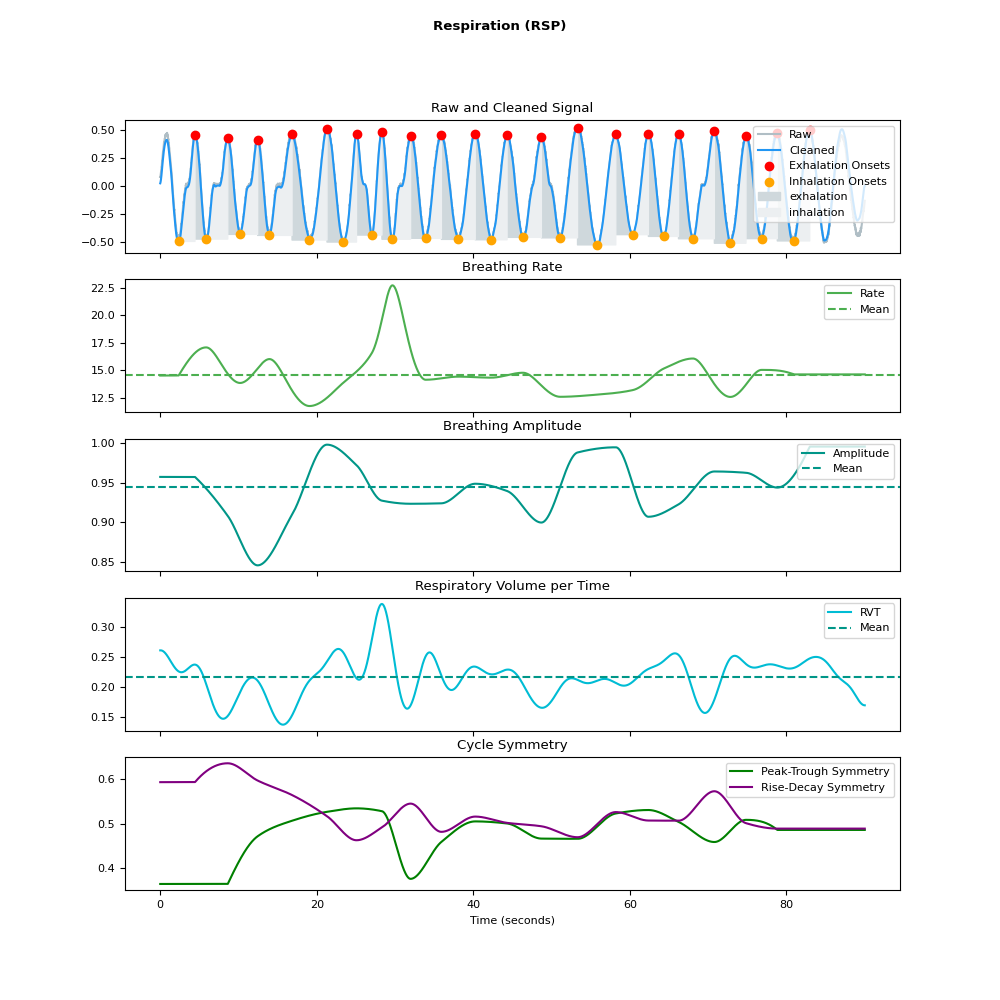 Respiration (RSP)
Raw and Cleaned Signal
0.50
0.25
0.00
−0.25
−0.50
Raw
Cleaned
Exhalation Onsets
Inhalation Onsets
exhalation
inhalation
Breathing Rate
22.5
20.0
17.5
15.0
12.5
Rate
Mean
Breathing Amplitude
1.00
0.95
0.90
0.85
Amplitude
Mean
Respiratory Volume per Time
0.30
0.25
0.20
0.15
RVT
Mean
Cycle Symmetry
0.6
0.5
0.4
Peak-Trough Symmetry
Rise-Decay Symmetry
0 20 40 60 80
Time (seconds)